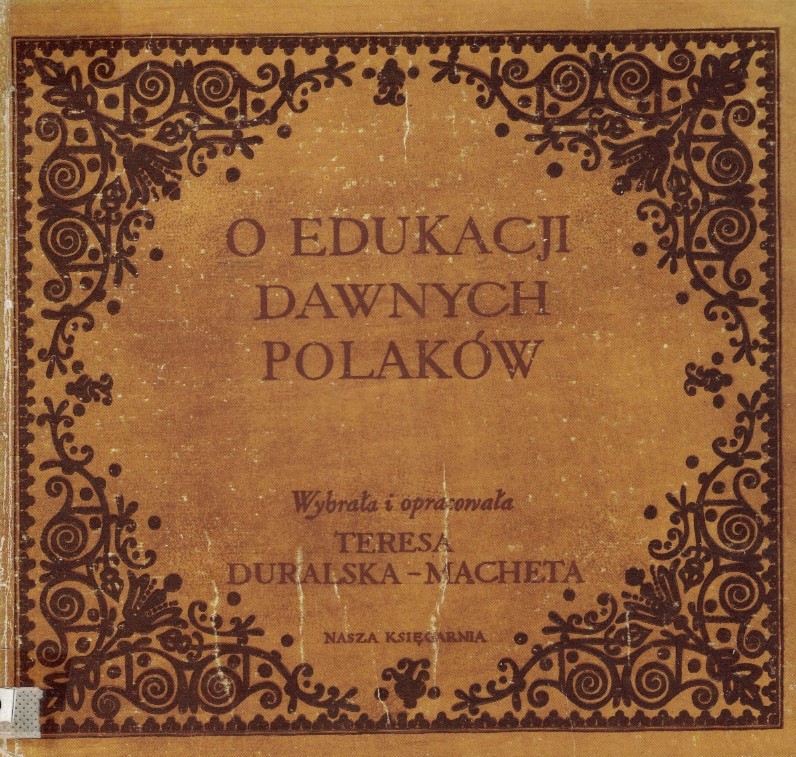 O EDUKACJI
DAWNYCH
POLAKÓW
Wybrała i opracowała
TERESA
DURALSKA-MACHETA
NASZA KSIĘGARNIA